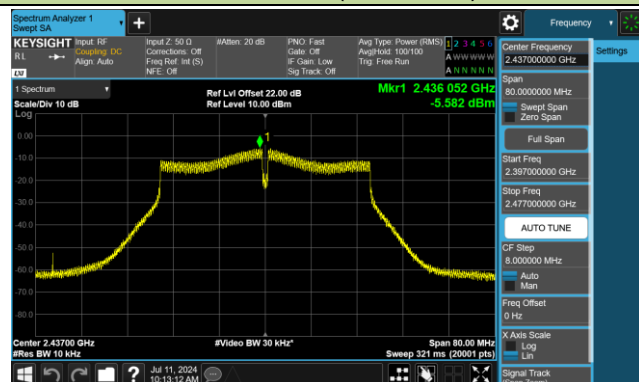 Spectrum Analyzer 1
Swept SA
+
Frequency
KEYSIGHT
RL
LXI
Input: RF
Coupling: DC
Align: Auto
Input Z: 50 Ω
Corrections: Off
Freq Ref: Int (S)
NFE: Off
#Atten: 20 dB
PNO: Fast
Gate: Off
IF Gain: Low
Sig Track: Off
Avg Type: Power (RMS)
Avg|Hold: 100/100
Trig: Free Run
1 2 3 4 5 6
A W W W W W
A N N N N N
Settings
1 Spectrum
Scale/Div 10 dB
Log
Ref Lvl Offset 22.00 dB
Ref Level 10.00 dBm
Mkr1 2.436 052 GHz
-5.582 dBm
1
0.00
-10.0
-20.0
-30.0
-40.0
-50.0
-60.0
-70.0
-80.0
Center 2.43700 GHz
#Res BW 10 kHz
#Video BW 30 kHz*
Span 80.00 MHz
Sweep 321 ms (20001 pts)
Center Frequency
2.437000000 GHz
Span
80.0000000 MHz
Swept Span
Zero Span
Full Span
Start Freq
2.397000000 GHz
Stop Freq
2.477000000 GHz
AUTO TUNE
CF Step
8.000000 MHz
Auto
Man
Freq Offset
0 Hz
X Axis Scale
Log
Lin
Signal Track
(Span Zoom)
?
Jul 11, 2024
10:13:12 AM